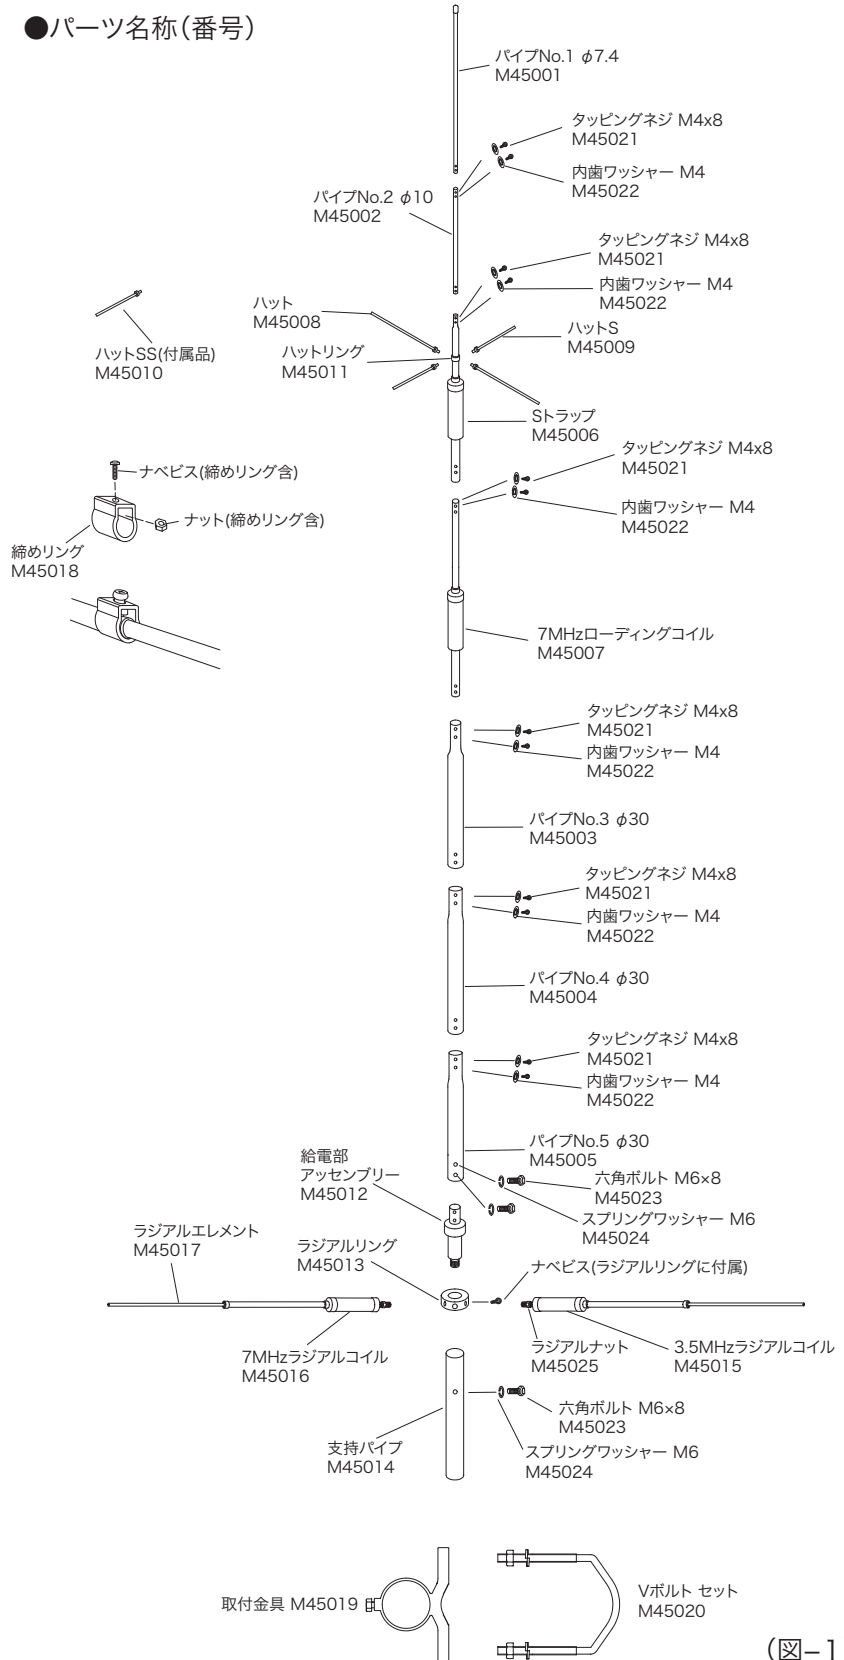 ●パーツ名称(番号)
パイプNo.1 φ7.4
M45001
タッピングネジ M4x8
M45021
内歯ワッシャー M4
M45022
パイプNo.2 φ10
M45002
タッピングネジ M4x8
M45021
内歯ワッシャー M4
M45022
ハット
M45008
ハットS
M45009
ハットSS(付属品)
M45010
ハットリング
M45011
Sトラップ
M45006
タッピングネジ M4x8
M45021
内歯ワッシャー M4
M45022
ナベビス(締めリング含)
ナット(締めリング含)
締めリング
M45018
7MHzローディングコイル
M45007
タッピングネジ M4x8
M45021
内歯ワッシャー M4
M45022
パイプNo.3 φ30
M45003
タッピングネジ M4x8
M45021
内歯ワッシャー M4
M45022
パイプNo.4 φ30
M45004
タッピングネジ M4x8
M45021
内歯ワッシャー M4
M45022
パイプNo.5 φ30
M45005
給電部
アッセンブリー
M45012
六角ボルト M6×8
M45023
スプリングワッシャー M6
M45024
ラジアルエレメント
M45017
ラジアルリング
M45013
ナベビス(ラジアルリングに付属)
7MHzラジアルコイル
M45016
ラジアルナット
M45025
3.5MHzラジアルコイル
M45015
六角ボルト M6×8
M45023
支持パイプ
M45014
スプリングワッシャー M6
M45024
取付金具 M45019
Vボルト セット
M45020
(図−1